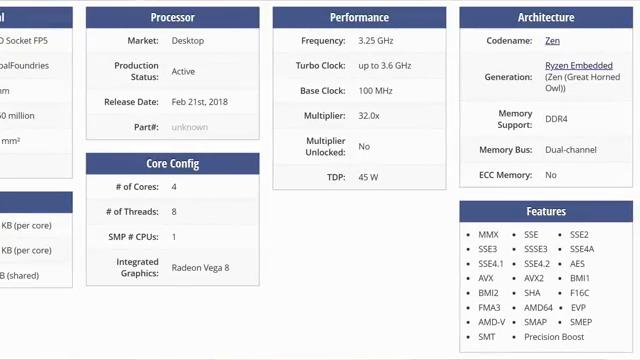 al
D Socket FP5
balFoundries
nm
50 million
mm²
KB (per core)
KB (per core)
B (shared)
Processor
Market: Desktop
Production Status: Active
Release Date: Feb 21st, 2018
Part#: unknown
Core Config
# of Cores: 4
# of Threads: 8
SMP # CPUs: 1
Integrated Graphics: Radeon Vega 8
Performance
Frequency: 3.25 GHz
Turbo Clock: up to 3.6 GHz
Base Clock: 100 MHz
Multiplier: 32.0x
Multiplier Unlocked: No
TDP: 45 W
Architecture
Codename: Zen
Generation: Ryzen Embedded
(Zen (Great Horned
Owl))
Memory Support: DDR4
Memory Bus: Dual-channel
ECC Memory: No
Features
MMX SSE SSE2
SSE3 SSSE3 SSE4A
SSE4.1 SSE4.2 AES
AVX AVX2 BMI1
BMI2 SHA F16C
FMA3 AMD64 EVP
AMD-V SMAP SMEP
SMT Precision Boost